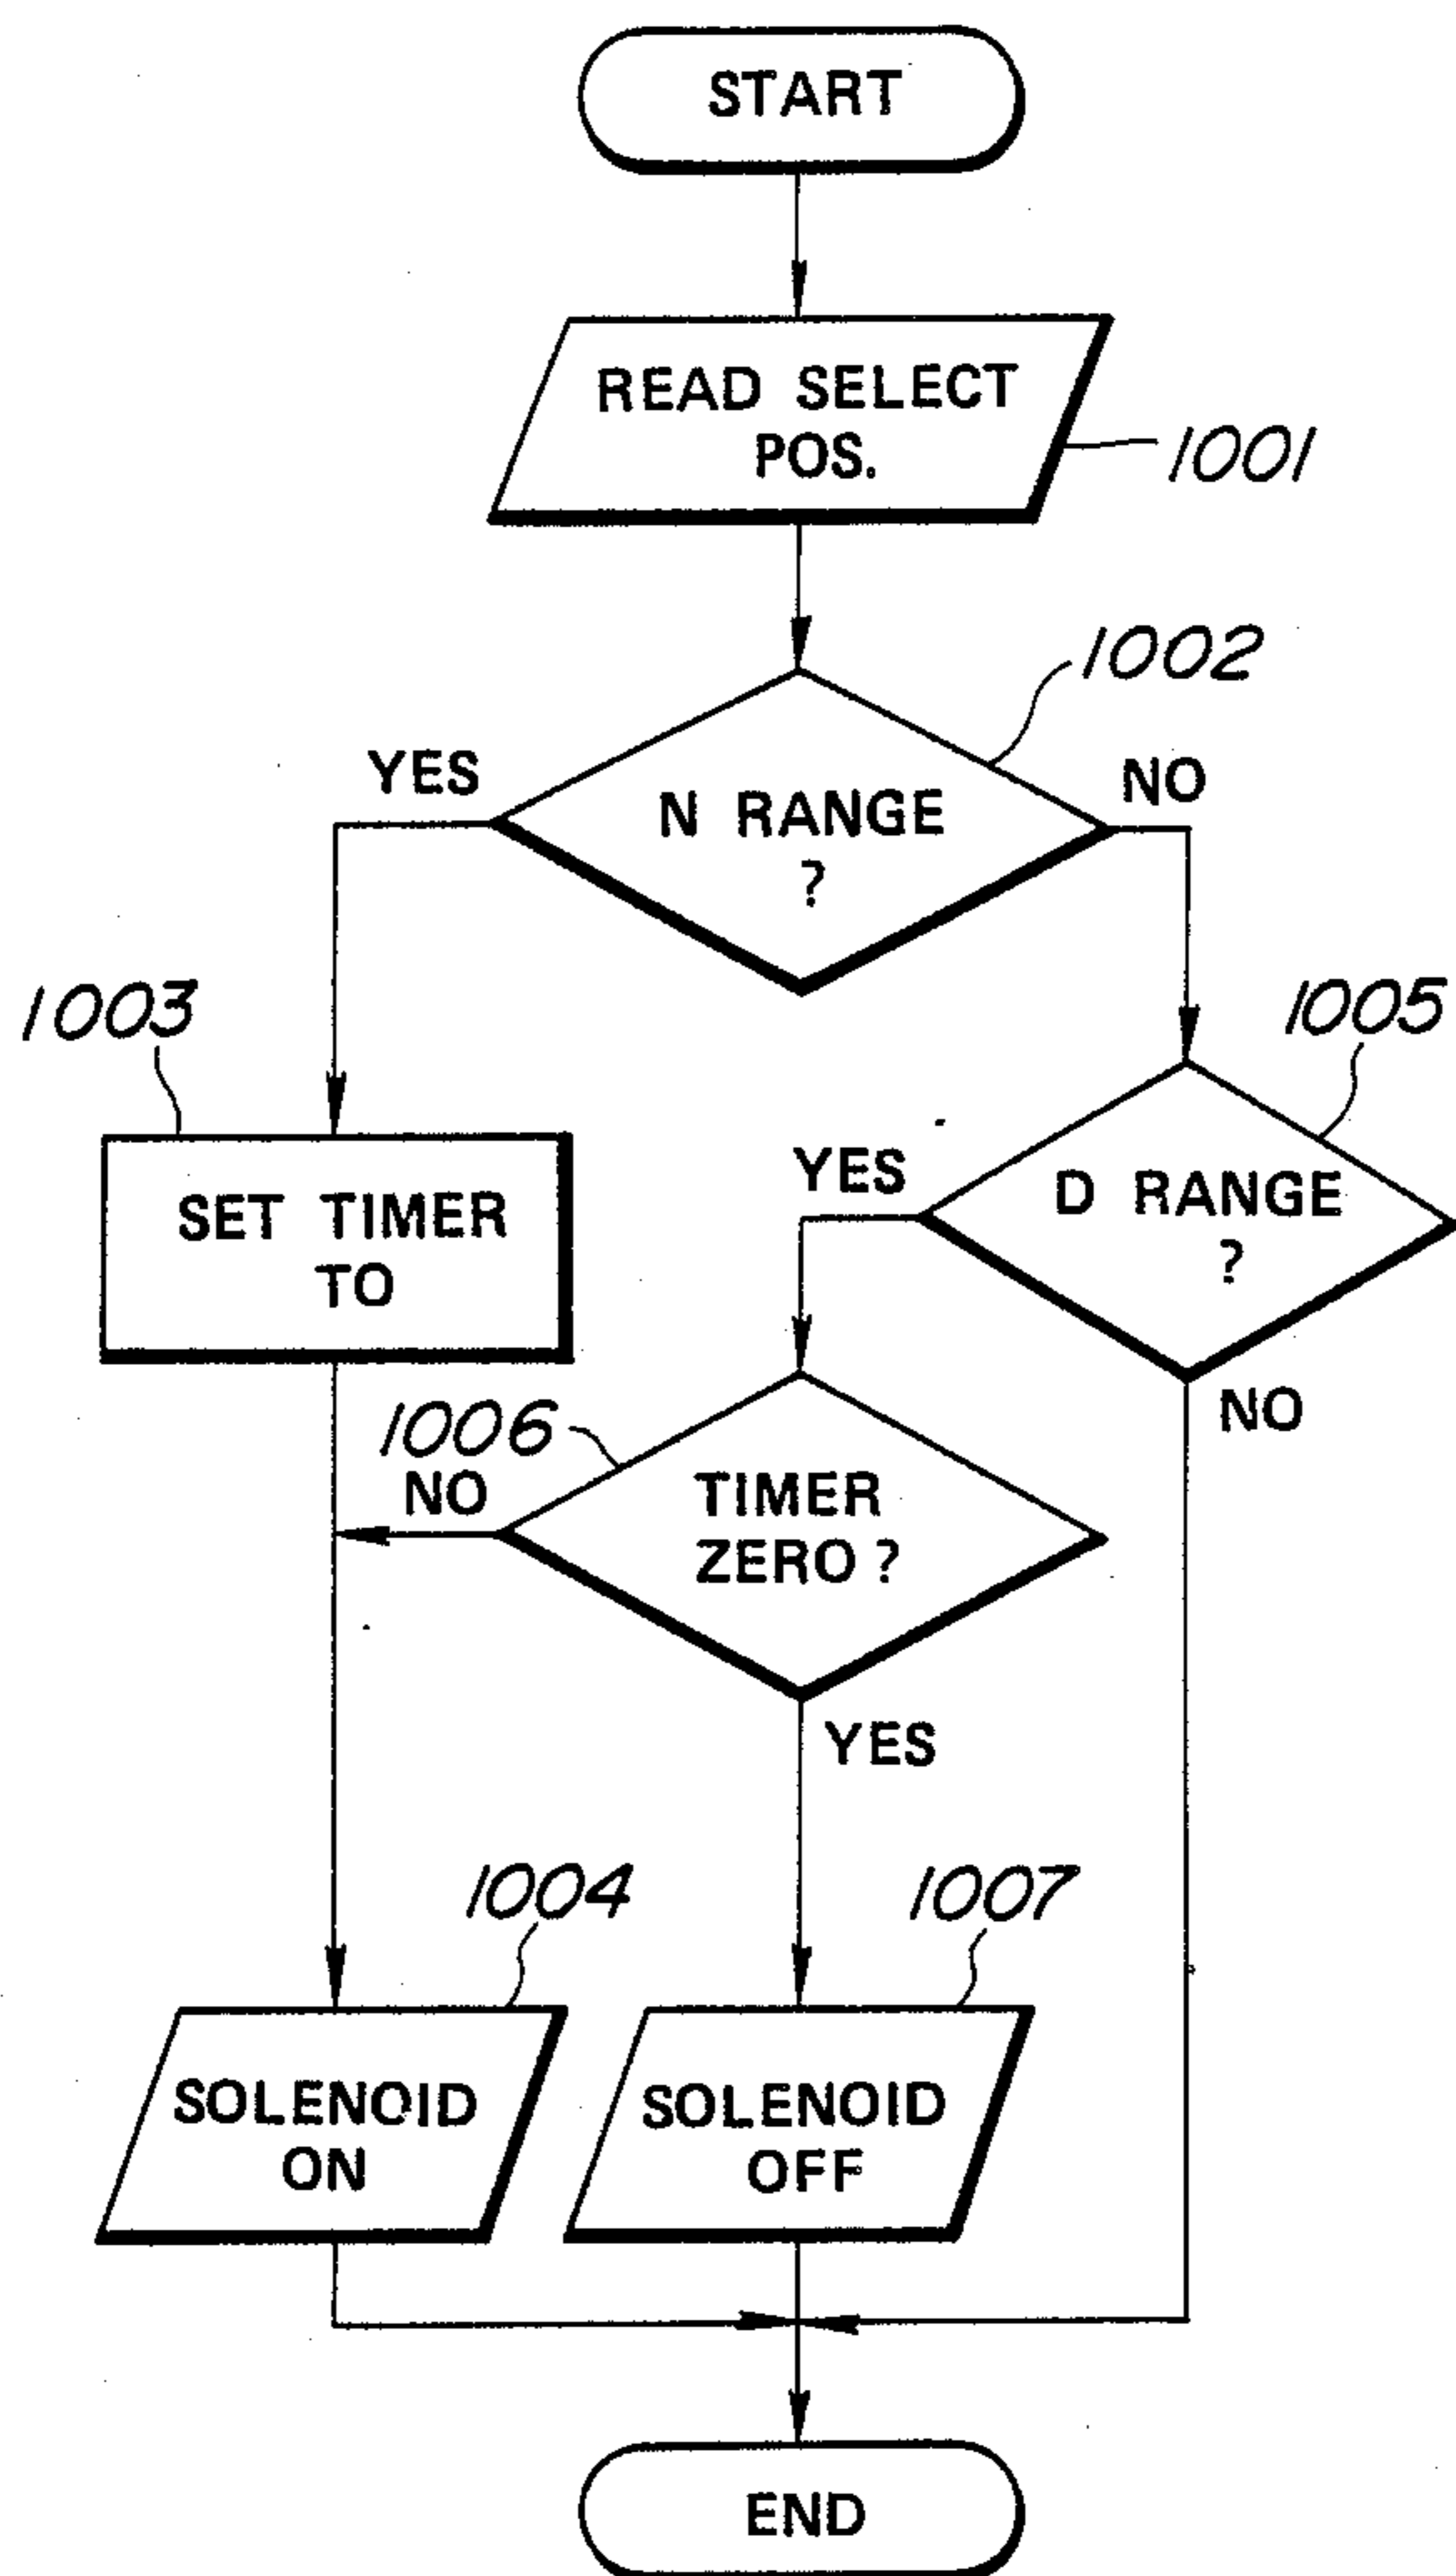 START
READ SELECT
POS.
1001
1002
YES
NO
N RANGE
?
1003
1005
SET TIMER
TO
YES
D RANGE
?
NO
1006
NO
TIMER
ZERO ?
YES
1004
1007
SOLENOID
ON
SOLENOID
OFF
END